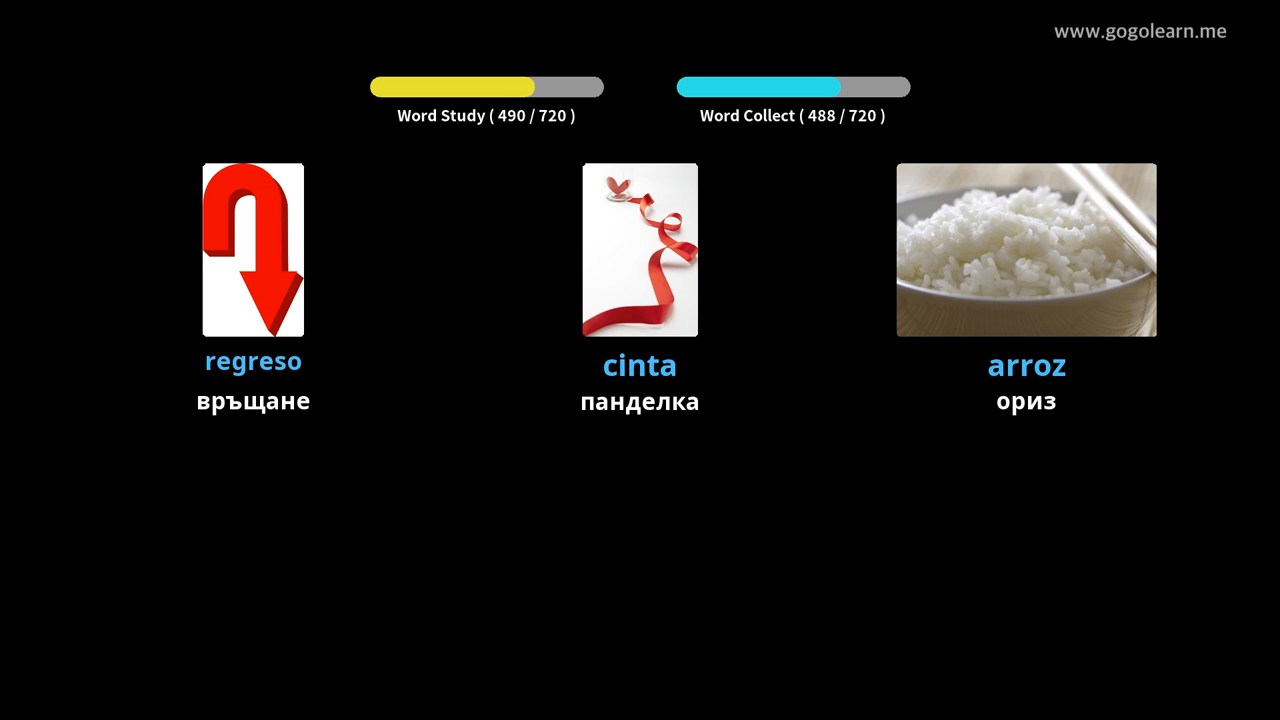 www.gogolearn.me
Word Study ( 490 / 720 )
Word Collect ( 488 / 720 )
regreso
cinta
arroz
връщане
панделка
ориз